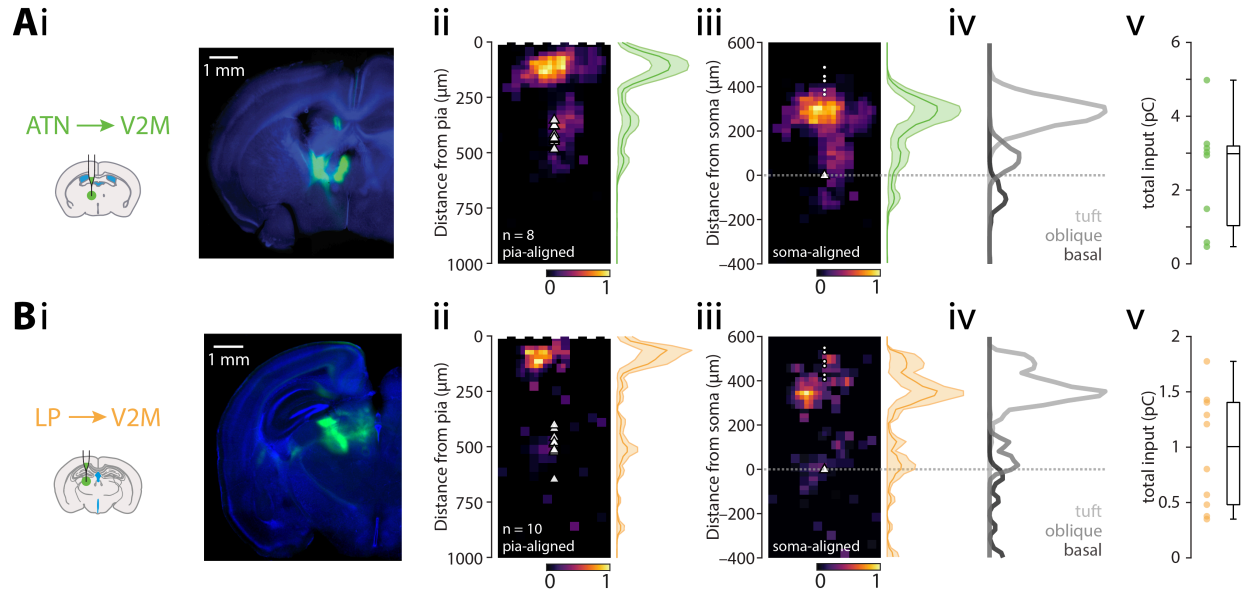 Ai
ii
iii
iv
v
ATN → V2M
1 mm
Distance from pia (µm)
0
250
500
750
1000
n = 8
pia-aligned
0 1
Distance from soma (µm)
600
400
200
0
−200
−400
soma-aligned
0 1
tuft
oblique
basal
total input (pC)
6
4
2
0
Bi
ii
iii
iv
v
LP → V2M
1 mm
Distance from pia (µm)
0
250
500
750
1000
n = 10
pia-aligned
0 1
Distance from soma (µm)
600
400
200
0
−200
−400
soma-aligned
0 1
tuft
oblique
basal
total input (pC)
2
1.5
1
0.5
0